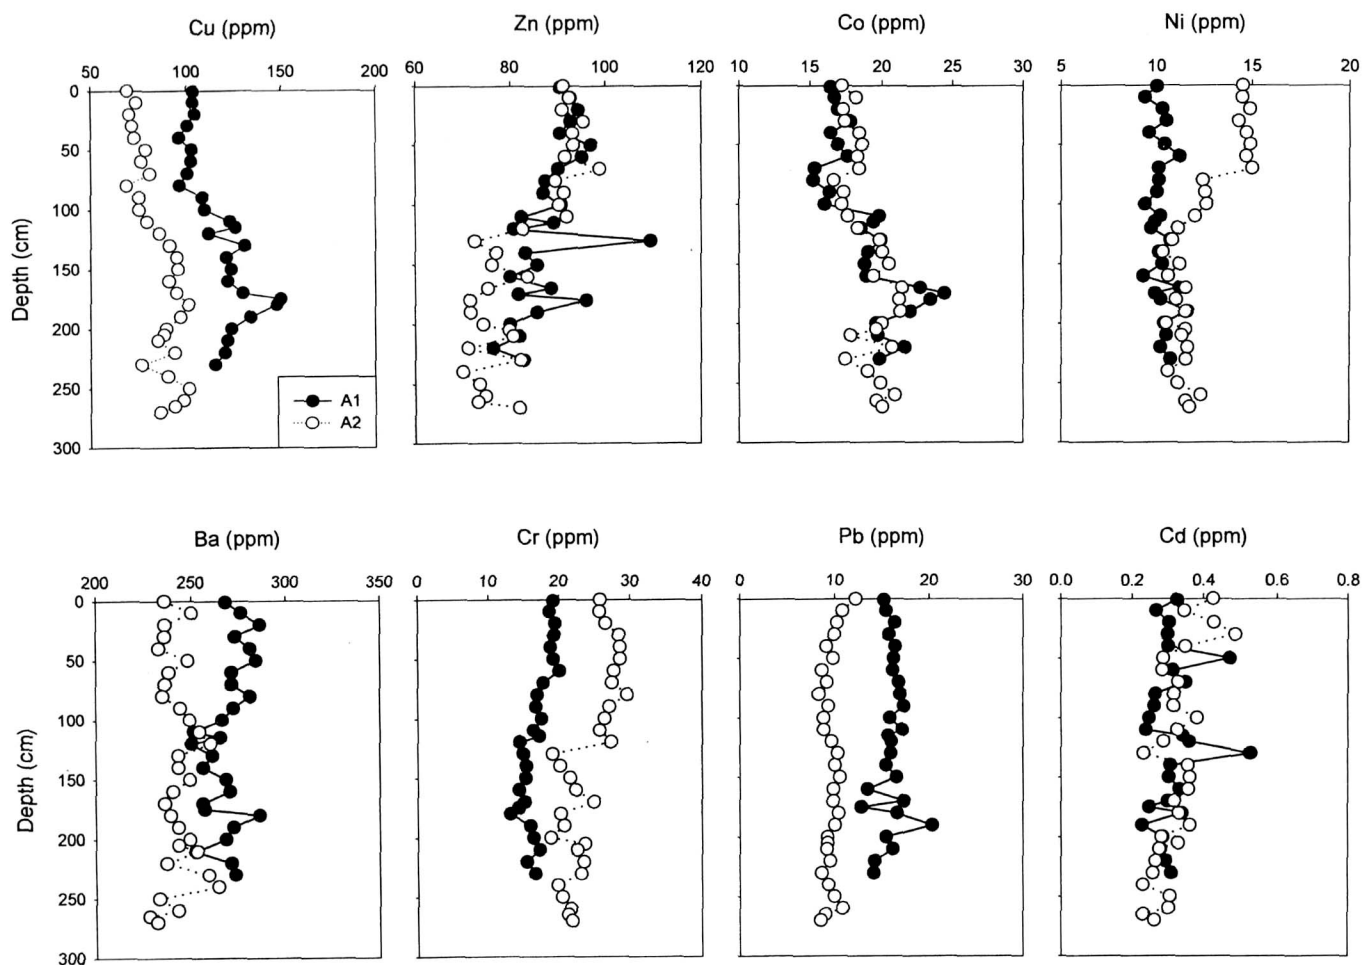 Cu (ppm)
Zn (ppm)
Co (ppm)
Ni (ppm)
50 100 150 200
60 80 100 120
10 15 20 25 30
5 10 15 20
Depth (cm)
0
50
100
150
200
250
300
A1
A2
Ba (ppm)
Cr (ppm)
Pb (ppm)
Cd (ppm)
200 250 300 350
0 10 20 30 40
0 10 20 30
0.0 0.2 0.4 0.6 0.8
Depth (cm)
0
50
100
150
200
250
300